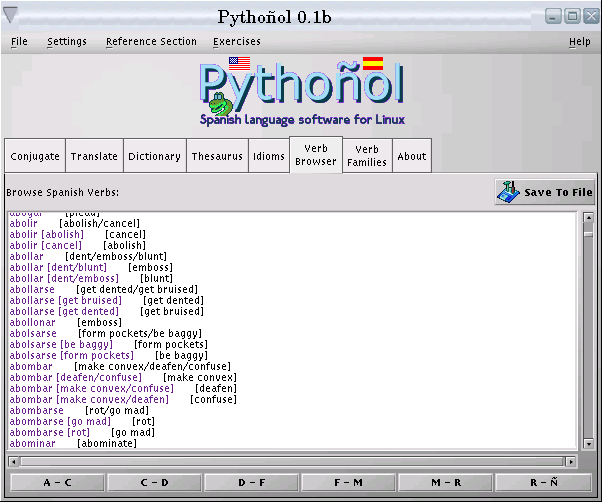 Pythoñol 0.1b
File Settings Reference Section Exercises Help
Pythoñol
Spanish language software for Linux
Conjugate Translate Dictionary Thesaurus Idioms Verb Browser Verb Families About
Browse Spanish Verbs: Save To File
abogar [plead]
abolir [abolish/cancel]
abolir [abolish] [cancel]
abolir [cancel] [abolish]
abollar [dent/emboss/blunt]
abollar [dent/blunt] [emboss]
abollar [dent/emboss] [blunt]
abollarse [get dented/get bruised]
abollarse [get bruised] [get dented]
abollarse [get dented] [get bruised]
abollonar [emboss]
abolsarse [form pockets/be baggy]
abolsarse [be baggy] [form pockets]
abolsarse [form pockets] [be baggy]
abombar [make convex/deafen/confuse]
abombar [deafen/confuse] [make convex]
abombar [make convex/confuse] [deafen]
abombar [make convex/deafen] [confuse]
abombarse [rot/go mad]
abombarse [go mad] [rot]
abombarse [rot] [go mad]
abominar [abominate]
A – C C – D D – F F – M M – R R – Ñ